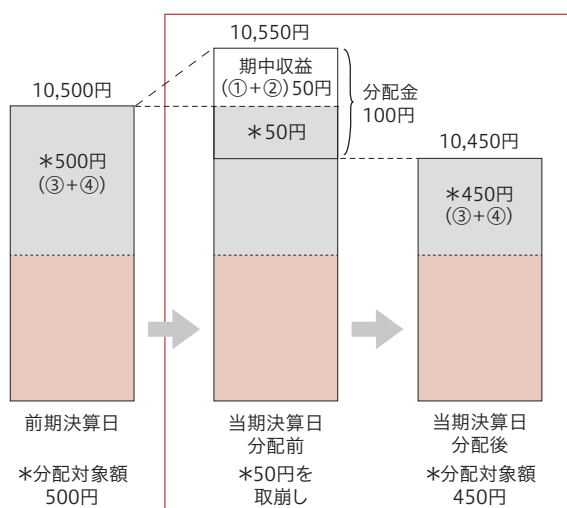 10,550円
期中収益
(①+②)50円
分配金
100円
10,500円
＊50円
10,450円
＊500円
(③+④)
＊450円
(③+④)
前期決算日
当期決算日
分配前
当期決算日
分配後
＊分配対象額
500円
＊50円を
取崩し
＊分配対象額
450円